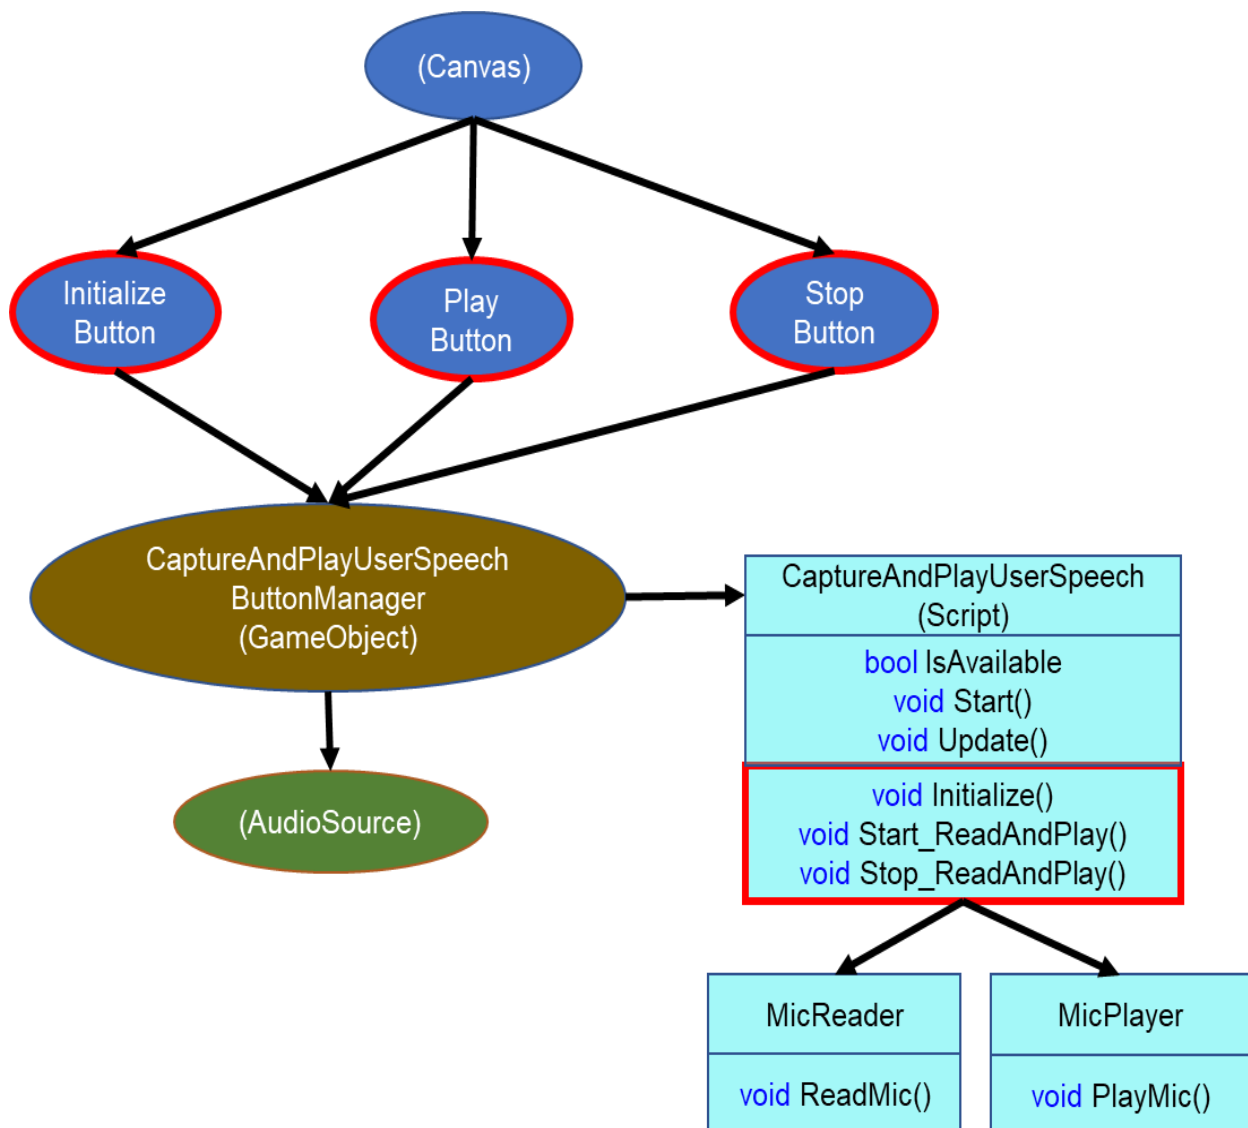 (Canvas)
Initialize
Button
Play
Button
Stop
Button
CaptureAndPlayUserSpeech
ButtonManager
(GameObject)
(AudioSource)
CaptureAndPlayUserSpeech
(Script)
bool IsAvailable
void Start()
void Update()
void Initialize()
void Start_ReadAndPlay()
void Stop_ReadAndPlay()
MicReader
void ReadMic()
MicPlayer
void PlayMic()